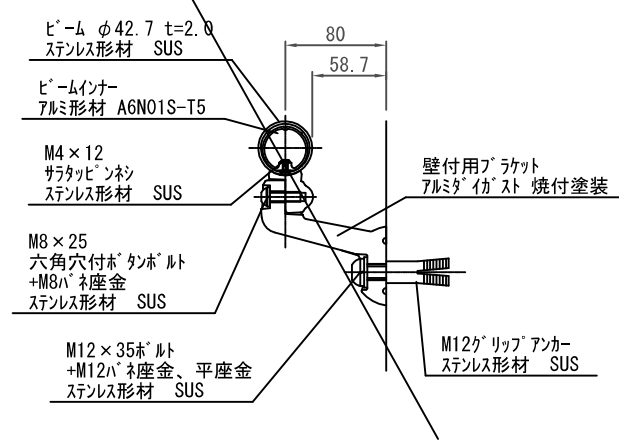 ビーム φ42.7 t=2.0
ステンレス形材 SUS
ビームインナー
アルミ形材 A6N01S-T5
M4×12
サラタッピンネジ
ステンレス形材 SUS
M8×25
六角穴付ボタンボルト
+M8バネ座金
ステンレス形材 SUS
M12×35ボルト
+M12バネ座金、平座金
ステンレス形材 SUS
80
58.7
壁付用ブラケット
アルミダイガスト 焼付塗装
M12グリップアンカー
ステンレス形材 SUS